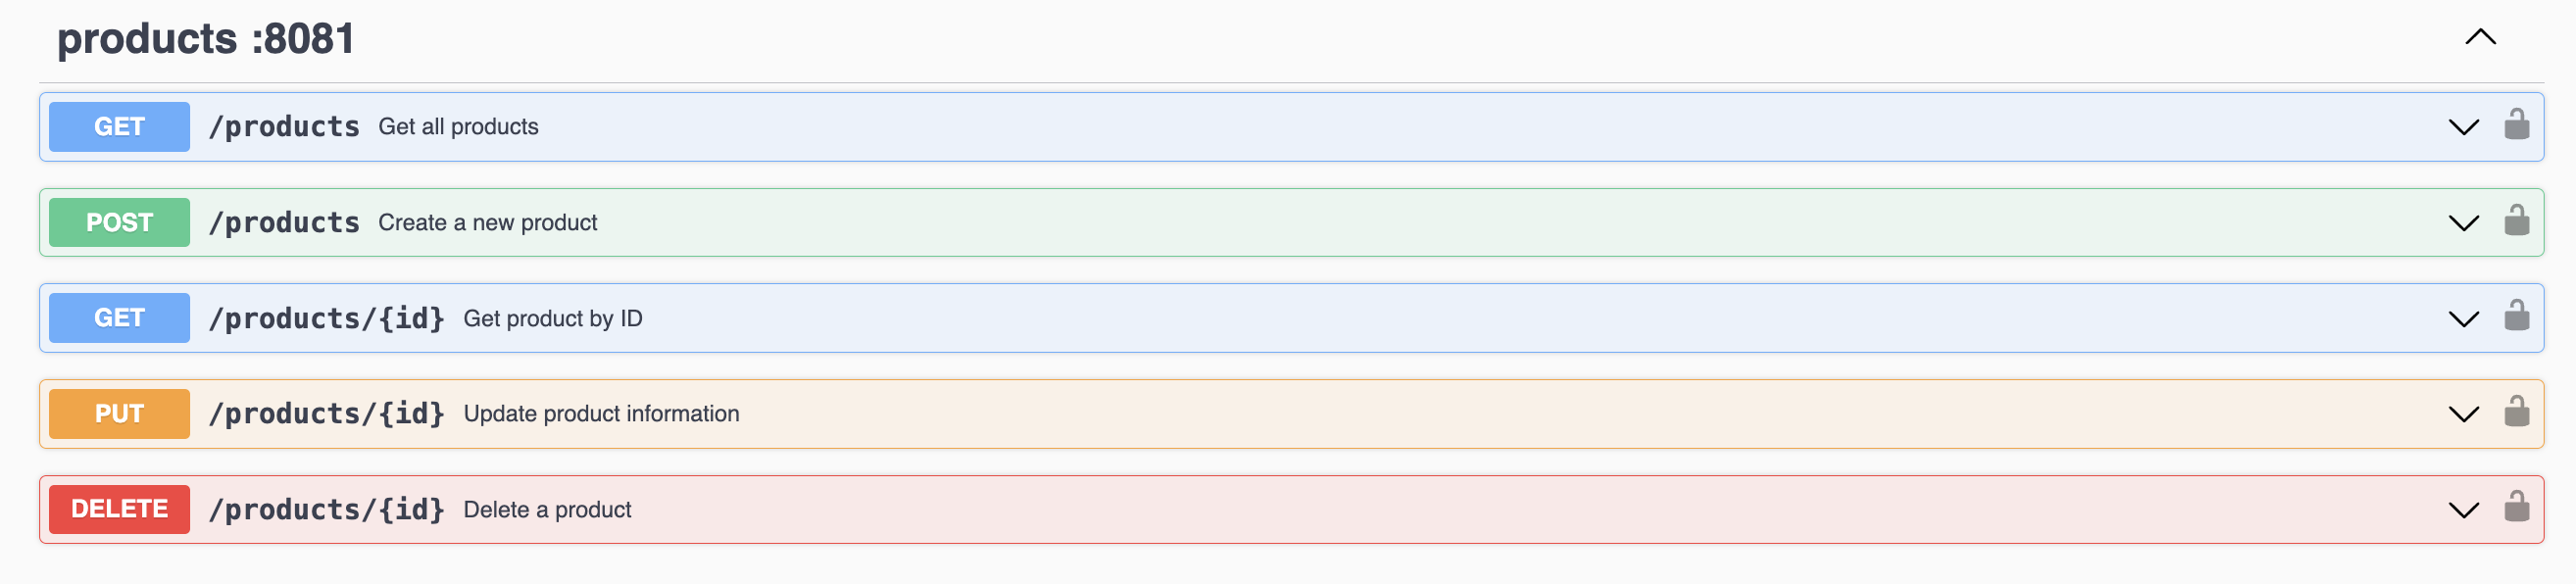 products :8081
GET /products Get all products
POST /products Create a new product
GET /products/{id} Get product by ID
PUT /products/{id} Update product information
DELETE /products/{id} Delete a product